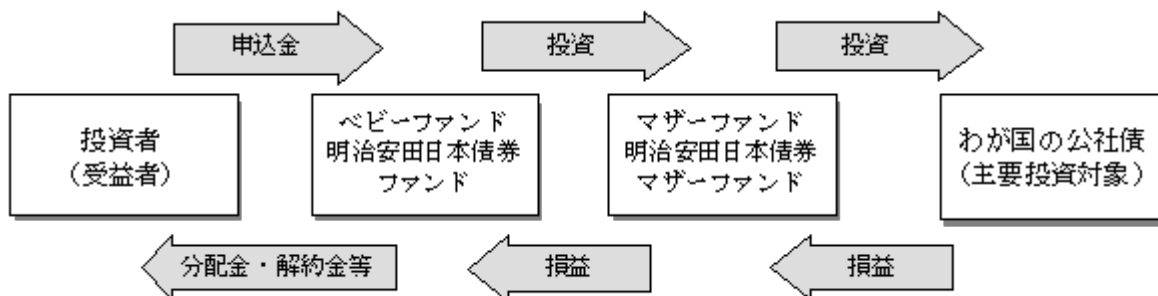 申込金
投資
投資
投資者
（受益者）
ベビーファンド
明治安田日本債券
ファンド
マザーファンド
明治安田日本債券
マザーファンド
わが国の公社債
（主要投資対象）
分配金・解約金等
損益
損益